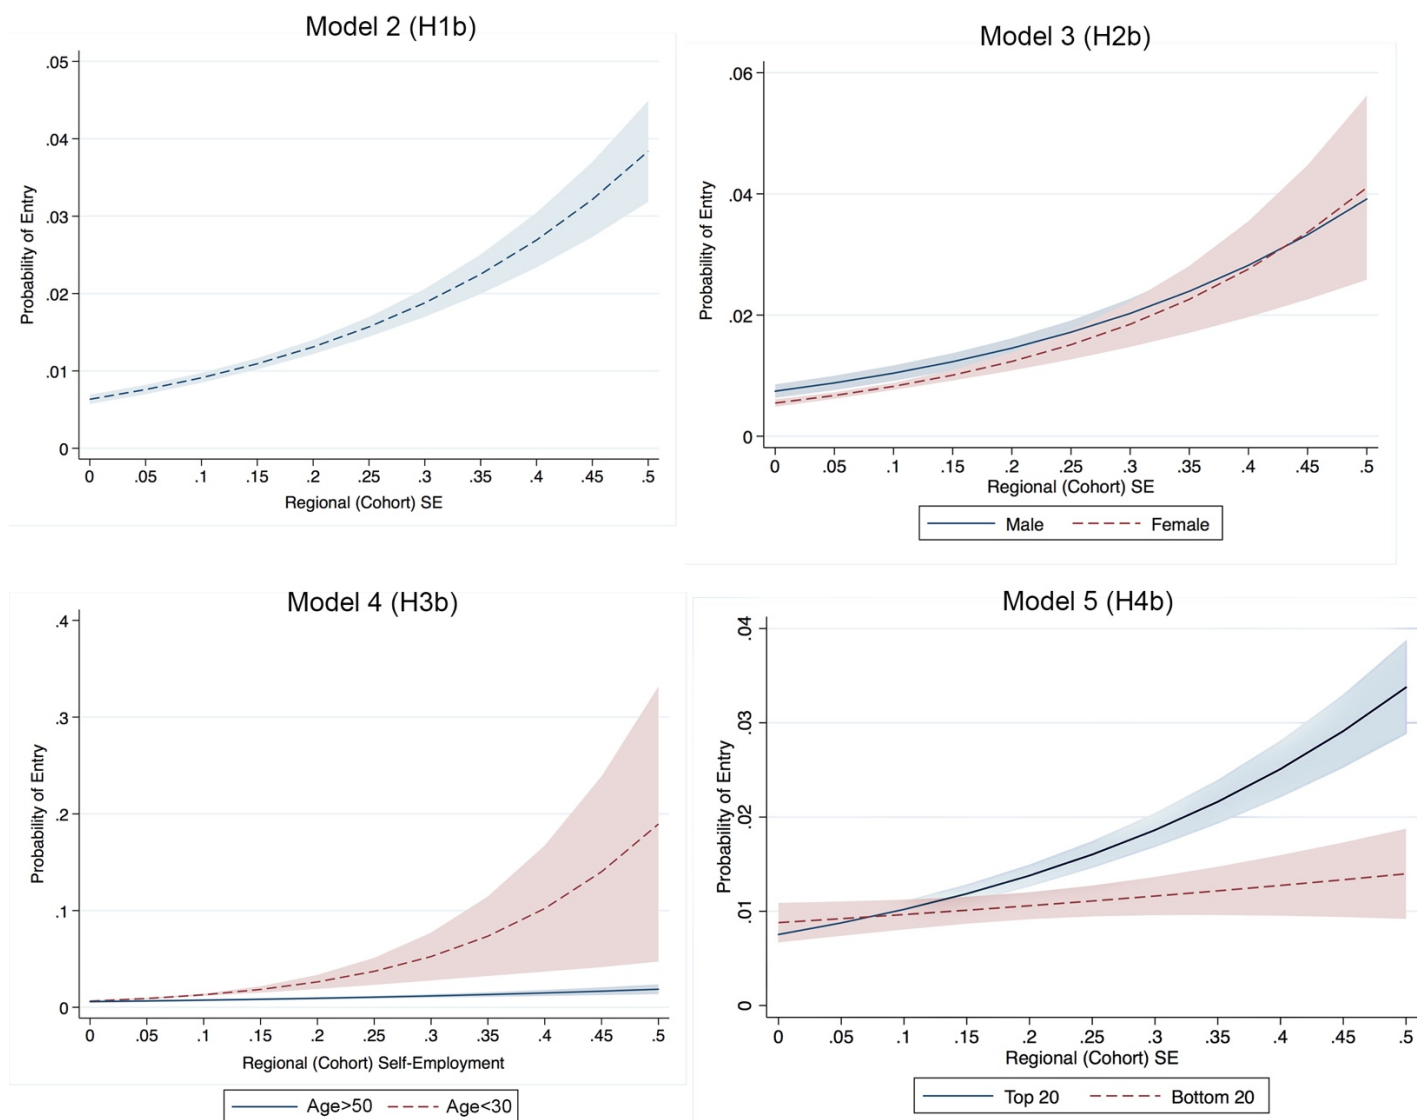 Model 2 (H1b)
.05
.04
.03
.02
.01
0
Probability of Entry
0 .05 .1 .15 .2 .25 .3 .35 .4 .45 .5
Regional (Cohort) SE
Model 3 (H2b)
.06
.04
.02
0
Probability of Entry
0 .05 .1 .15 .2 .25 .3 .35 .4 .45 .5
Regional (Cohort) SE
Male Female
Model 4 (H3b)
.4
.3
.2
.1
0
Probability of Entry
0 .05 .1 .15 .2 .25 .3 .35 .4 .45 .5
Regional (Cohort) Self-Employment
Age>50 Age<30
Model 5 (H4b)
.04
.03
.02
.01
0
Probability of Entry
0 .05 .1 .15 .2 .25 .3 .35 .4 .45 .5
Regional (Cohort) SE
Top 20 Bottom 20